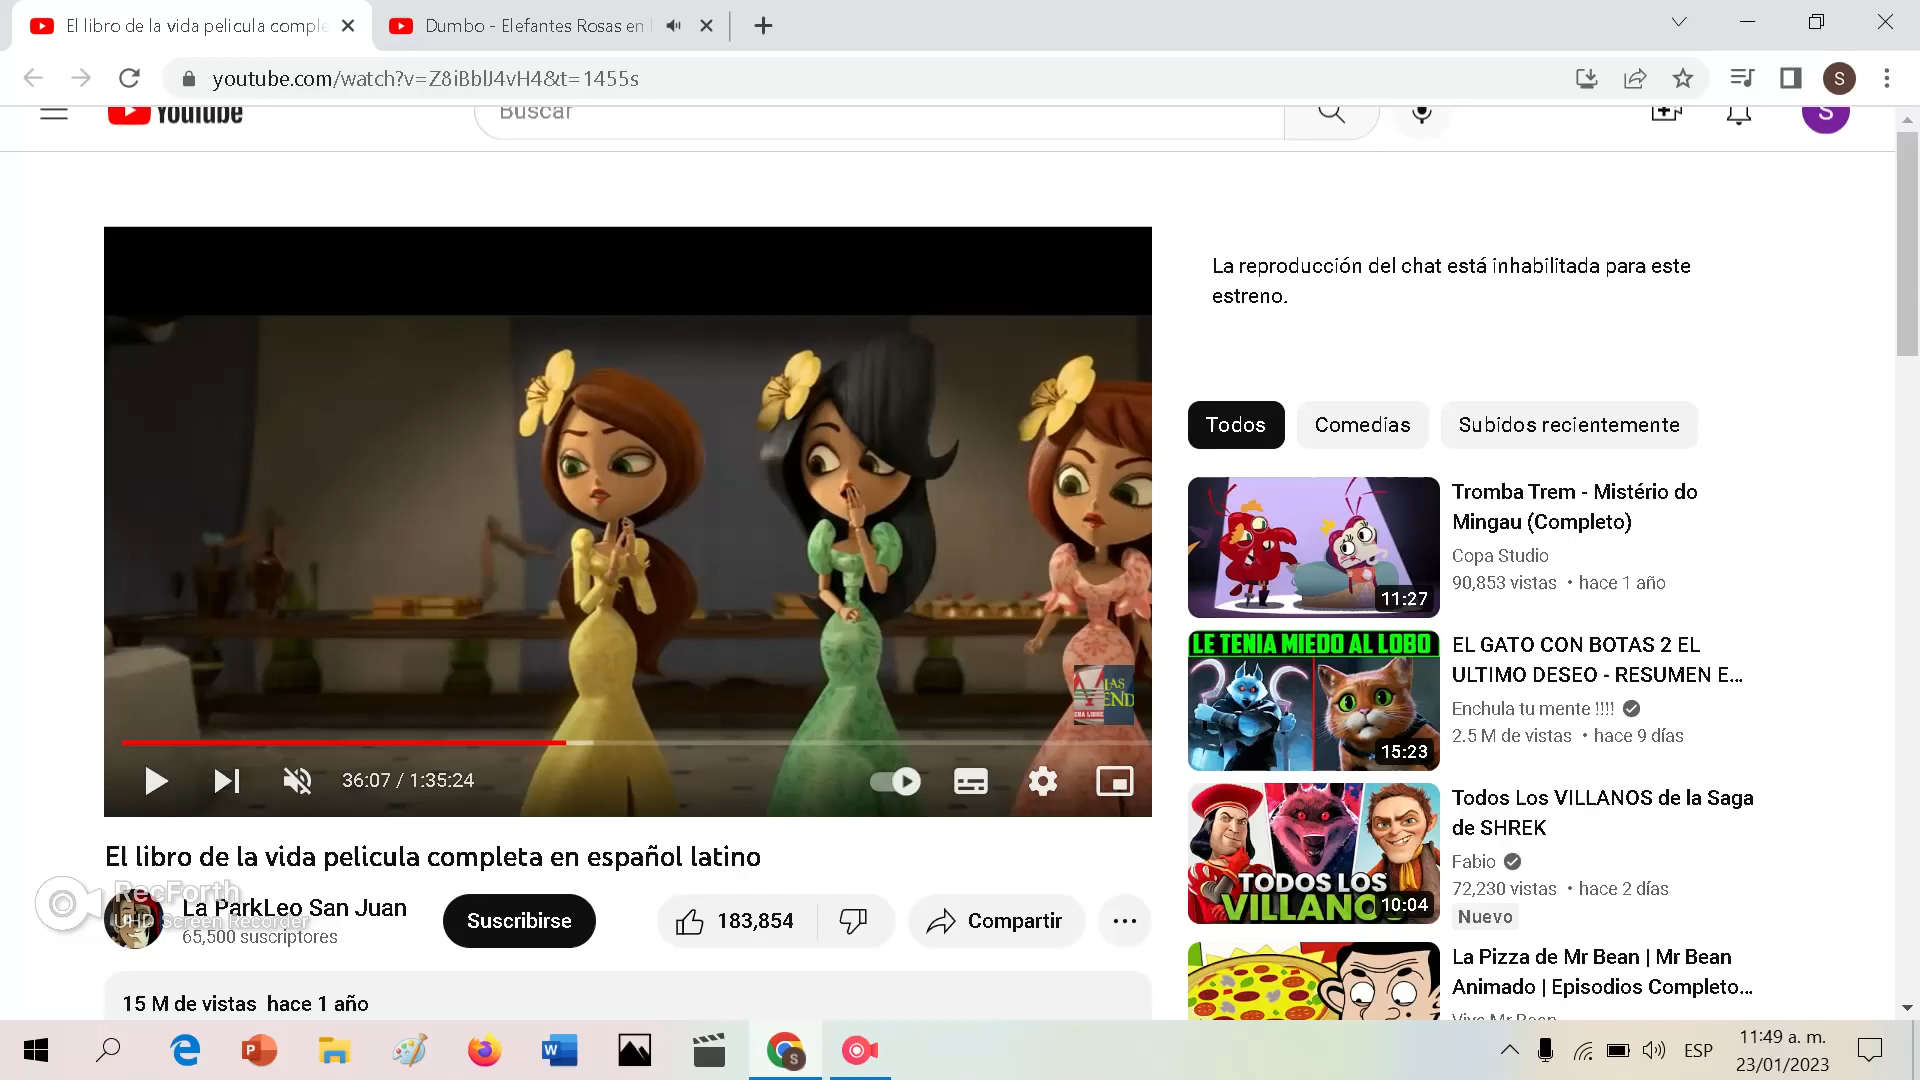 El libro de la vida pelicula comple
Dumbo - Elefantes Rosas en
youtube.com/watch?v=Z8iBblJ4vH4&t=1455s
S
YouTube
Buscar
S
La reproducción del chat está inhabilitada para este
estreno.
Todos
Comedias
Subidos recientemente
11:27
Tromba Trem - Mistério do
Mingau (Completo)
Copa Studio
90,853 vistas • hace 1 año
LE TENIA MIEDO AL LOBO
15:23
EL GATO CON BOTAS 2 EL
ULTIMO DESEO - RESUMEN E...
Enchula tu mente !!!!
2.5 M de vistas • hace 9 días
TODOS LOS
VILLANO
10:04
Todos Los VILLANOS de la Saga
de SHREK
Fabio
72,230 vistas • hace 2 días
Nuevo
La Pizza de Mr Bean | Mr Bean
Animado | Episodios Completo...
Viva Mr Bean
36:07 / 1:35:24
El libro de la vida pelicula completa en español latino
RecForth
UHD Screen Recorder
La ParkLeo San Juan
65,500 suscriptores
Suscribirse
183,854
Compartir
15 M de vistas hace 1 año
S
ESP
11:49 a. m.
23/01/2023